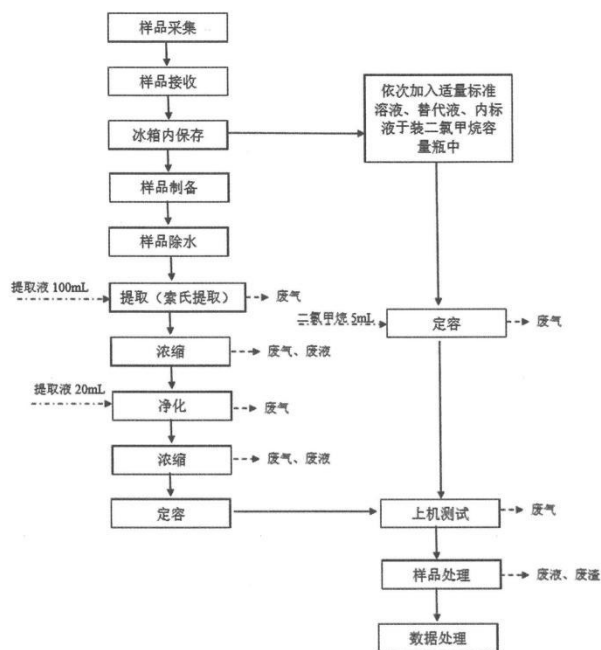 样品采集
样品接收
冰箱内保存
依次加入适量标准
溶液、替代液、内标
液于装二氯甲烷容
量瓶中
样品制备
样品除水
提取液 100mL
提取（索氏提取）
废气
二氯甲烷 5mL
定容
废气
浓缩
废气、废液
提取液 20mL
净化
废气
浓缩
废气、废液
定容
上机测试
废气
样品处理
废液、废渣
数据处理